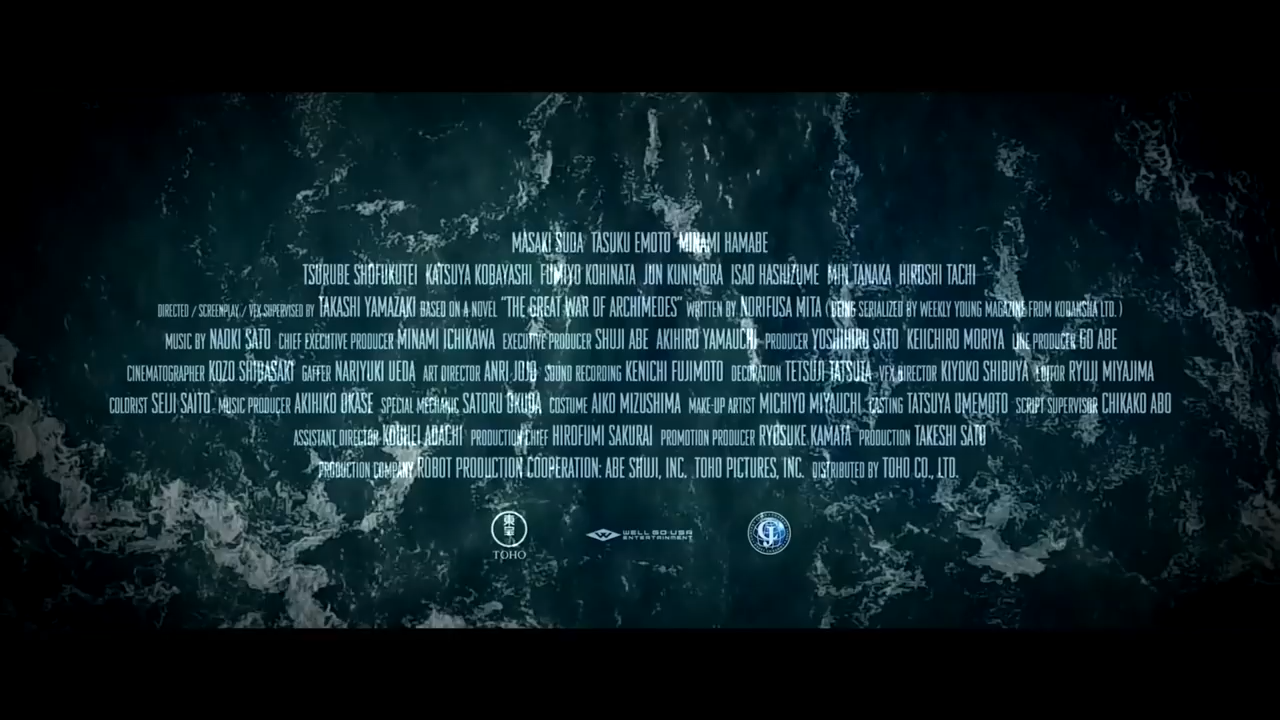 MASAKI SUDA TASUKU EMOTO MINAMI HAMABE
TSURUBE SHOFUKUTEI KATSUYA KOBAYASHI FUMIYO KOHINATA JUN KUNIMURA ISAO HASHIZUME MIN TANAKA HIROSHI TACHI
DIRECTED / SCREENPLAY / VFX SUPERVISED BY TAKASHI YAMAZAKI BASED ON A NOVEL "THE GREAT WAR OF ARCHIMEDES" WRITTEN BY NORIFUSA MITA (BEING SERIALIZED BY WEEKLY YOUNG MAGAZINE FROM KODANSHA LTD.)
MUSIC BY NAOKI SATO CHIEF EXECUTIVE PRODUCER MINAMI ICHIKAWA EXECUTIVE PRODUCER SHUJI ABE AKIHIRO YAMAUCHI PRODUCER YOSHIHIRO SATO KEIICHIRO MORIYA LINE PRODUCER GO ABE
CINEMATOGRAPHER KOZO SHIBASAKI GAFFER NARIYUKI UEDA ART DIRECTOR ANRI JOJO SOUND RECORDING KENICHI FUJIMOTO DECORATION TETSUJI TATSUTA VFX DIRECTOR KIYOKO SHIBUYA EDITOR RYUJI MIYAJIMA
COLORIST SEIJI SAITO MUSIC PRODUCER AKIHIKO OKASE SPECIAL MECHANIC SATORU OKUDA COSTUME AIKO MIZUSHIMA MAKE-UP ARTIST MICHIYO MIYAUCHI CASTING TATSUYA UMEMOTO SCRIPT SUPERVISOR CHIKAKO ABO
ASSISTANT DIRECTOR KOUHEI ADACHI PRODUCTION CHIEF HIROFUMI SAKURAI PROMOTION PRODUCER RYOSUKE KAMATA PRODUCTION TAKESHI SATO
PRODUCTION COMPANY ROBOT PRODUCTION COOPERATION: ABE SHUJI, INC. TOHO PICTURES, INC. DISTRIBUTED BY TOHO CO., LTD.
東宝
TOHO
WELL GO USA
ENTERTAINMENT